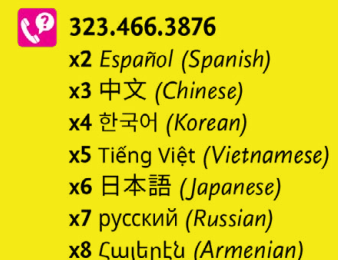 323.466.3876
x2 Español (Spanish)
x3 中文 (Chinese)
x4 한국어 (Korean)
x5 Tiếng Việt (Vietnamese)
x6 日本語 (Japanese)
x7 русский (Russian)
x8 Հայերէն (Armenian)